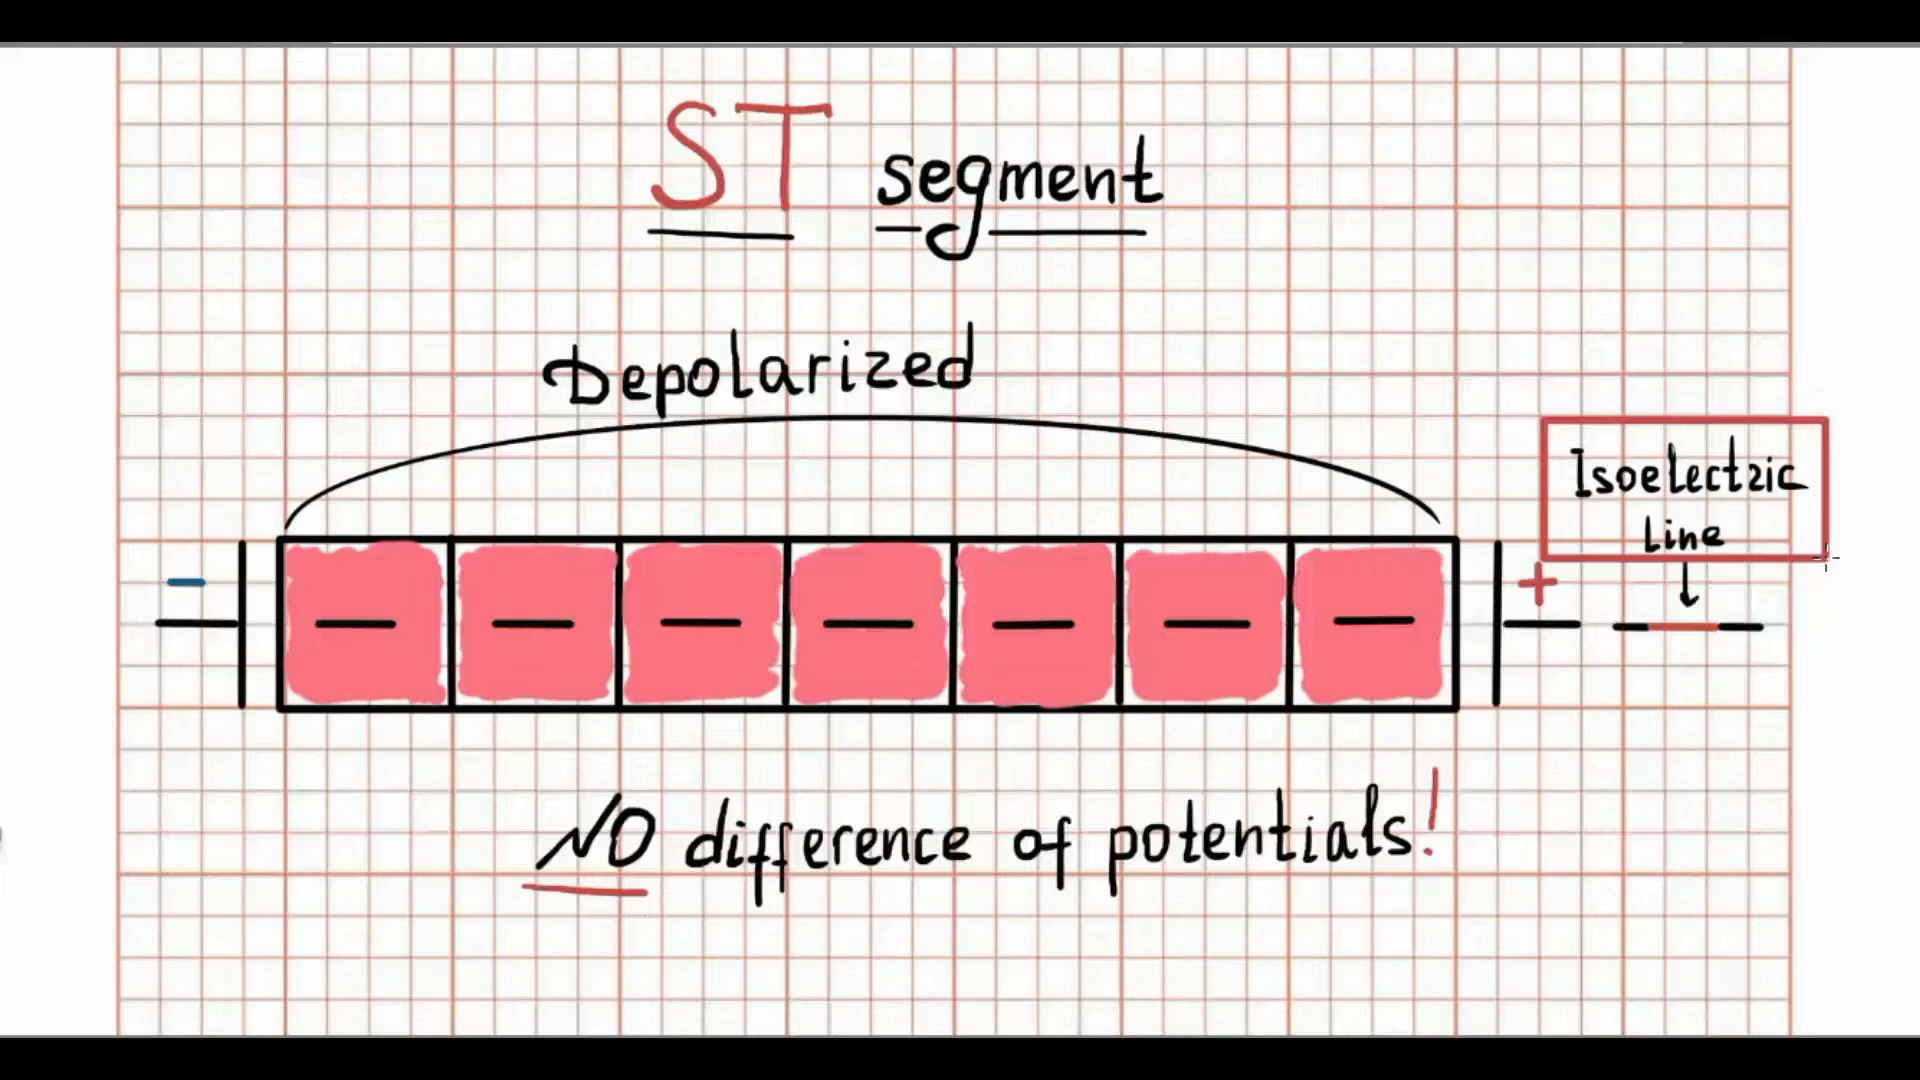 ST segment
Depolarized
Isoelectric
Line
- +
- - - - - - -
NO difference of potentials!